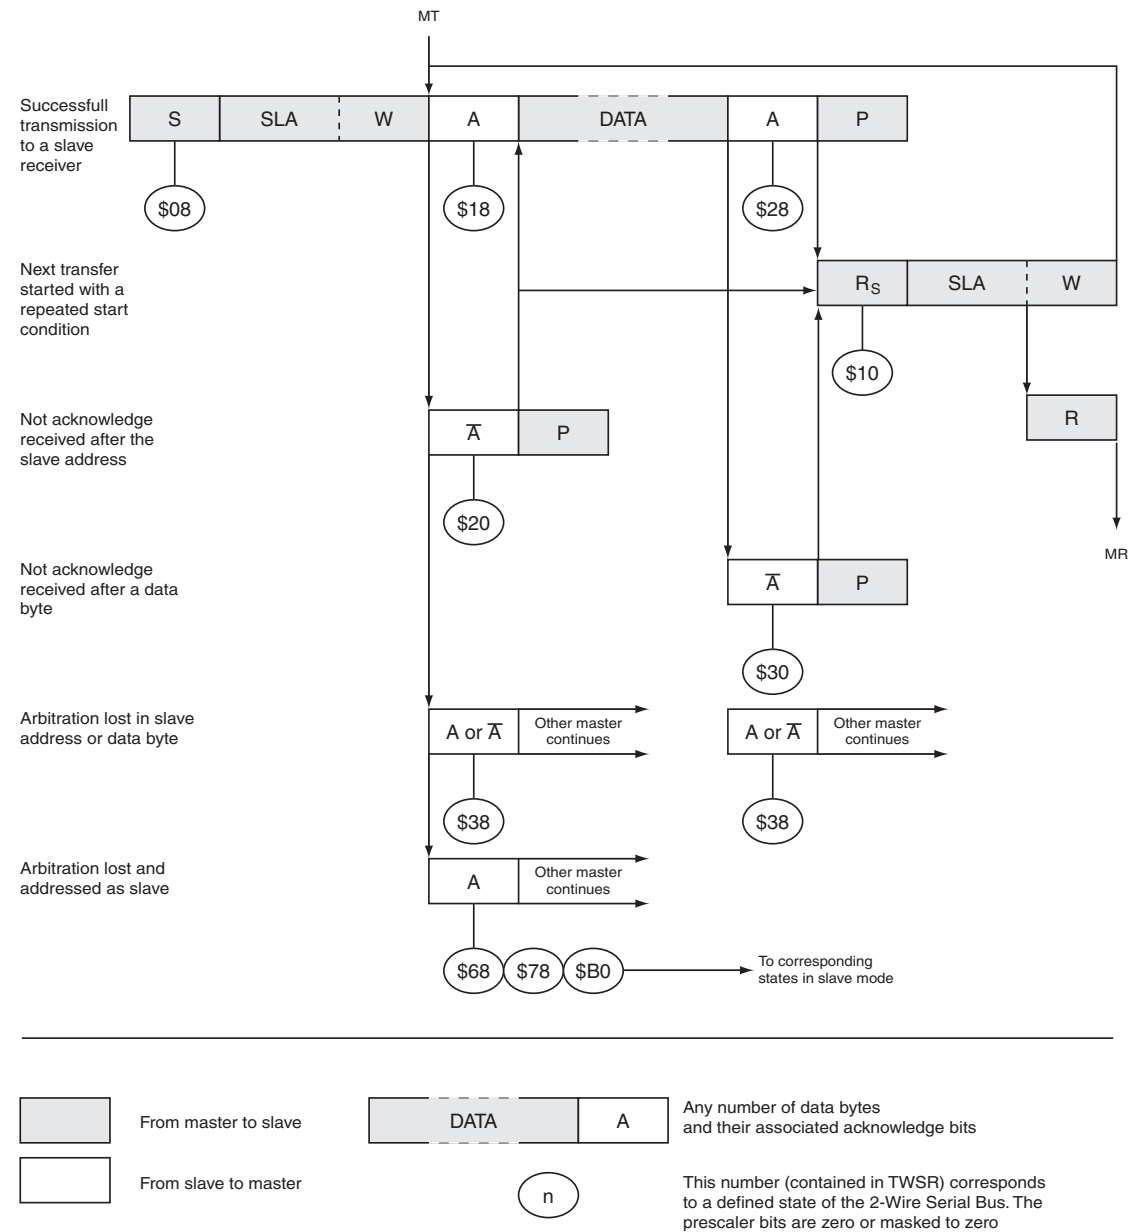 MT
Successfull
transmission
to a slave
receiver
S
SLA
W
A
DATA
A
P
$08
$18
$28
Next transfer
started with a
repeated start
condition
RS
SLA
W
$10
Not acknowledge
received after the
slave address
A̅
P
R
$20
MR
Not acknowledge
received after a data
byte
A̅
P
$30
Arbitration lost in slave
address or data byte
A or A̅
Other master
continues
A or A̅
Other master
continues
$38
$38
Arbitration lost and
addressed as slave
A
Other master
continues
$68
$78
$B0
To corresponding
states in slave mode
From master to slave
DATA
A
Any number of data bytes
and their associated acknowledge bits
From slave to master
n
This number (contained in TWSR) corresponds
to a defined state of the 2-Wire Serial Bus. The
prescaler bits are zero or masked to zero